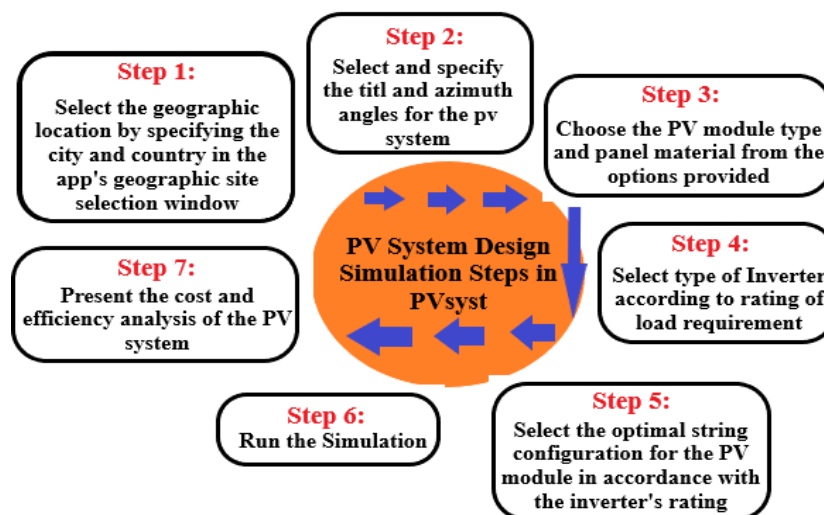 Step 1:
Select the geographic
location by specifying the
city and country in the
app's geographic site
selection window
Step 2:
Select and specify
the titl and azimuth
angles for the pv
system
Step 3:
Choose the PV module type
and panel material from the
options provided
Step 4:
Select type of Inverter
according to rating of
load requirement
Step 5:
Select the optimal string
configuration for the PV
module in accordance with
the inverter's rating
Step 6:
Run the Simulation
Step 7:
Present the cost and
efficiency analysis of the PV
system
PV System Design
Simulation Steps in
PVsyst